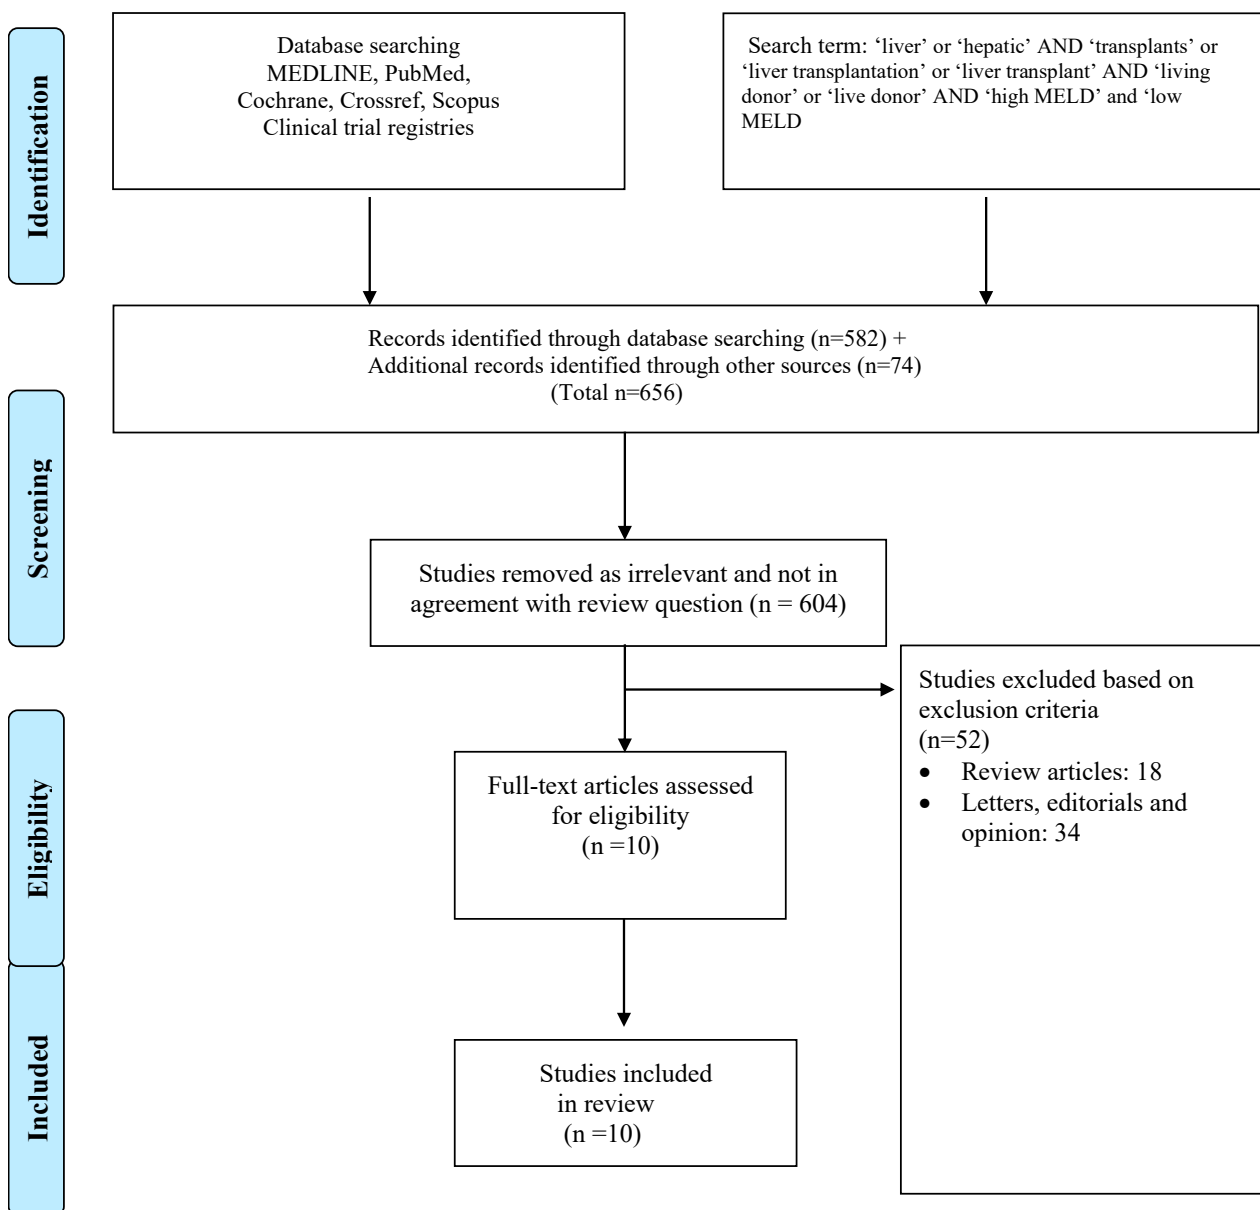 Identification
Database searching
MEDLINE, PubMed,
Cochrane, Crossref, Scopus
Clinical trial registries
Search term: ‘liver’ or ‘hepatic’ AND ‘transplants’ or
‘liver transplantation’ or ‘liver transplant’ AND ‘living
donor’ or ‘live donor’ AND ‘high MELD’ and ‘low
MELD
Records identified through database searching (n=582) +
Additional records identified through other sources (n=74)
(Total n=656)
Screening
Studies removed as irrelevant and not in
agreement with review question (n = 604)
Studies excluded based on
exclusion criteria
(n=52)
• Review articles: 18
• Letters, editorials and
opinion: 34
Eligibility
Full-text articles assessed
for eligibility
(n =10)
Included
Studies included
in review
(n =10)